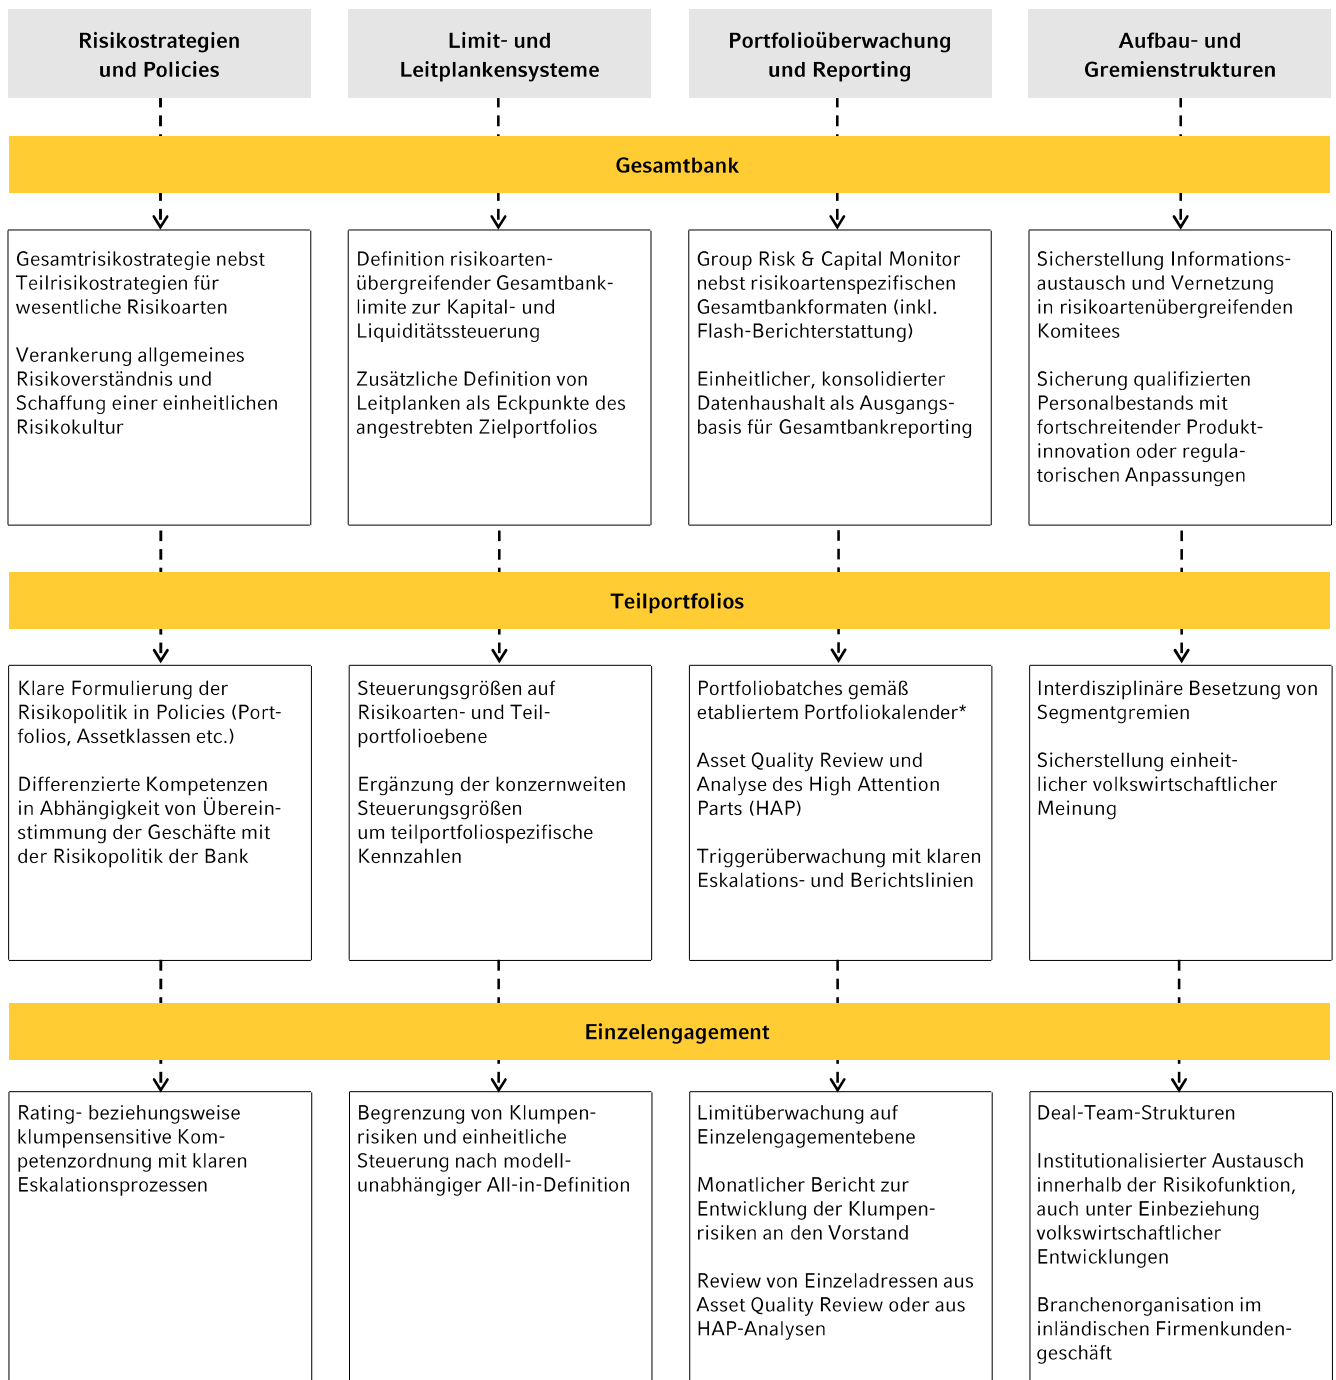 Risikostrategien
und Policies
Limit- und
Leitplankensysteme
Portfolioüberwachung
und Reporting
Aufbau- und
Gremienstrukturen
Gesamtbank
Gesamtrisikostrategie nebst
Teilrisikostrategien für
wesentliche Risikoarten
Verankerung allgemeines
Risikoverständnis und
Schaffung einer einheitlichen
Risikokultur
Definition risikoarten-
übergreifender Gesamtbank-
limite zur Kapital- und
Liquiditätssteuerung
Zusätzliche Definition von
Leitplanken als Eckpunkte des
angestrebten Zielportfolios
Group Risk & Capital Monitor
nebst risikoartenspezifischen
Gesamtbankformaten (inkl.
Flash-Berichterstattung)
Einheitlicher, konsolidierter
Datenhaushalt als Ausgangs-
basis für Gesamtbankreporting
Sicherstellung Informations-
austausch und Vernetzung
in risikoartenübergreifenden
Komitees
Sicherung qualifizierten
Personalbestands mit
fortschreitender Produkt-
innovation oder regula-
torischen Anpassungen
Teilportfolios
Klare Formulierung der
Risikopolitik in Policies (Port-
folios, Assetklassen etc.)
Differenzierte Kompetenzen
in Abhängigkeit von Überein-
stimmung der Geschäfte mit
der Risikopolitik der Bank
Steuerungsgrößen auf
Risikoarten- und Teil-
portfolioebene
Ergänzung der konzernweiten
Steuerungsgrößen
um teilportfoliospezifische
Kennzahlen
Portfoliobatches gemäß
etabliertem Portfoliokalender*
Asset Quality Review und
Analyse des High Attention
Parts (HAP)
Triggerüberwachung mit klaren
Eskalations- und Berichtslinien
Interdisziplinäre Besetzung von
Segmentgremien
Sicherstellung einheit-
licher volkswirtschaftlicher
Meinung
Einzelengagement
Rating- beziehungsweise
klumpensensitive Kom-
petenzordnung mit klaren
Eskalationsprozessen
Begrenzung von Klumpen-
risiken und einheitliche
Steuerung nach modell-
unabhängiger All-in-Definition
Limitüberwachung auf
Einzelengagementebene
Monatlicher Bericht zur
Entwicklung der Klumpen-
risiken an den Vorstand
Review von Einzeladressen aus
Asset Quality Review oder aus
HAP-Analysen
Deal-Team-Strukturen
Institutionalisierter Austausch
innerhalb der Risikofunktion,
auch unter Einbeziehung
volkswirtschaftlicher
Entwicklungen
Branchenorganisation im
inländischen Firmenkunden-
geschäft